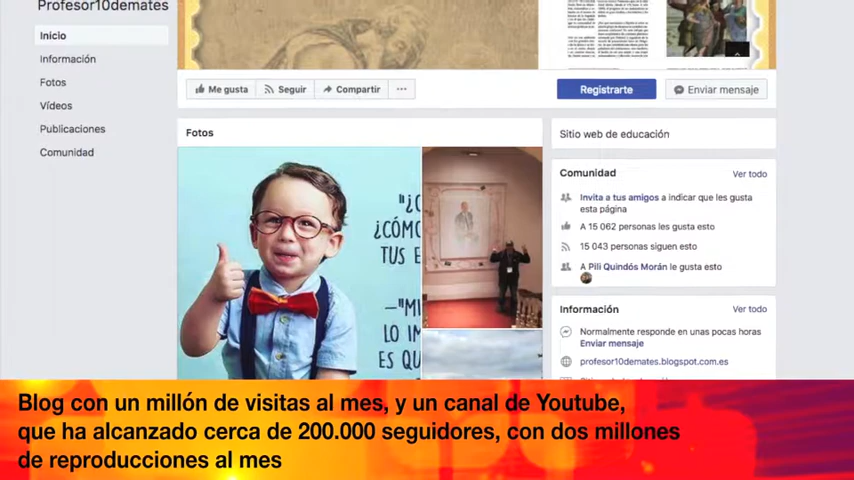 Profesor10demates
Inicio
Información
Fotos
Vídeos
Publicaciones
Comunidad
Me gusta
Seguir
Compartir
Registrarte
Enviar mensaje
Fotos
"¿C
¿CÓM
TUS E
—"MI
LO IM
ES QU
Sitio web de educación
Comunidad
Ver todo
Invita a tus amigos a indicar que les gusta
esta página
A 15 062 personas les gusta esto
15 043 personas siguen esto
A Pili Quindós Morán le gusta esto
Información
Ver todo
Normalmente responde en unas pocas horas
Enviar mensaje
profesor10demates.blogspot.com.es
Blog con un millón de visitas al mes, y un canal de Youtube,
que ha alcanzado cerca de 200.000 seguidores, con dos millones
de reproducciones al mes